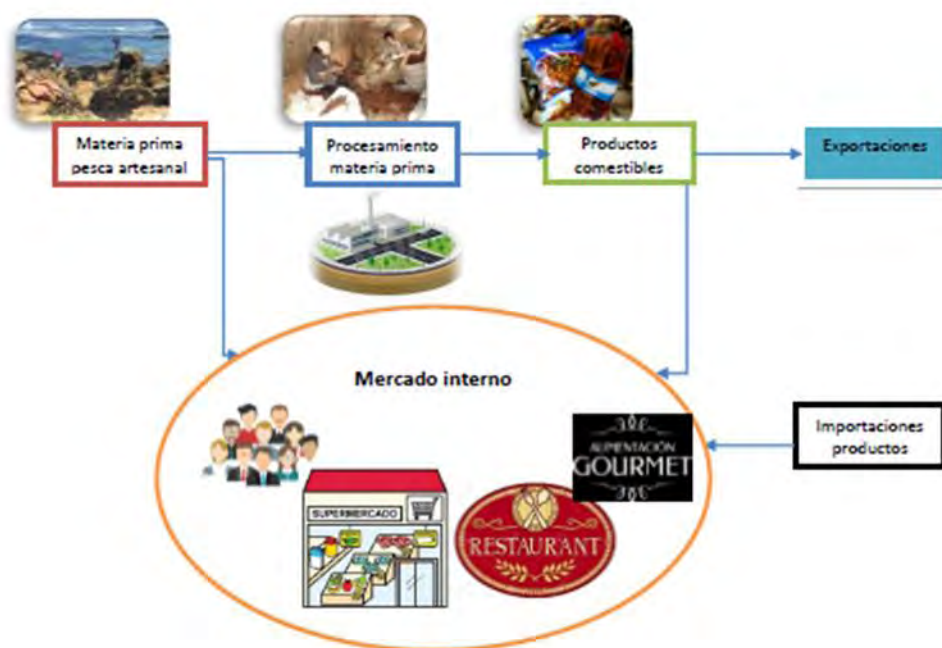 Materia prima
pesca artesanal
Procesamiento
materia prima
Productos
comestibles
Exportaciones
Mercado interno
ALIMENTACIÓN
GOURMET
Importaciones
productos
SUPERMERCADO
RESTAURANT